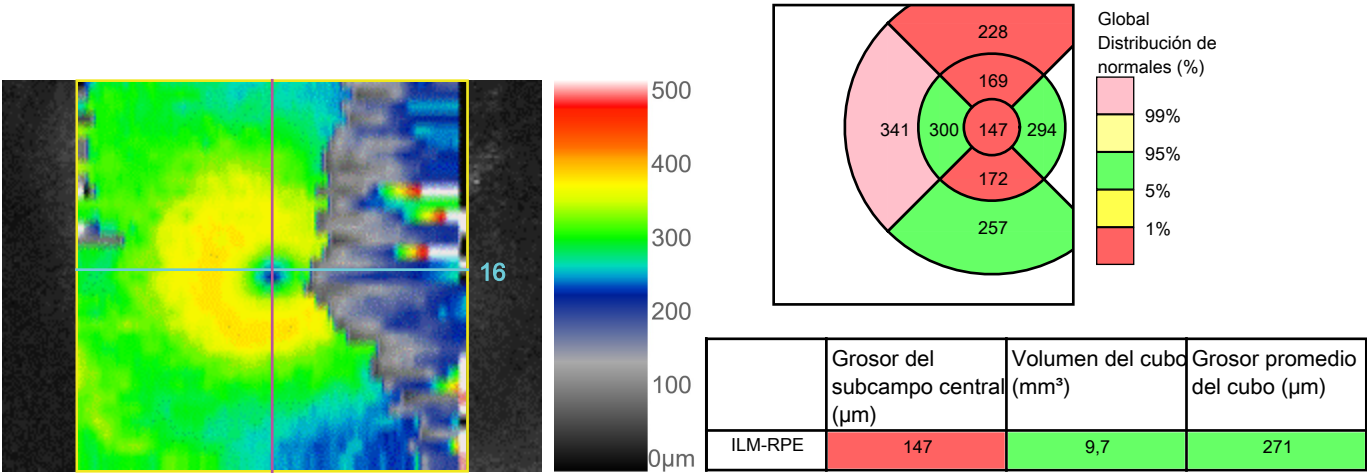 16
500
400
300
200
100
0µm
228
169
341
300
147
294
172
257
Global
Distribución de
normales (%)
99%
95%
5%
1%
Grosor del
subcampo central
(µm)
Volumen del cubo
(mm³)
Grosor promedio
del cubo (µm)
ILM-RPE
147
9,7
271